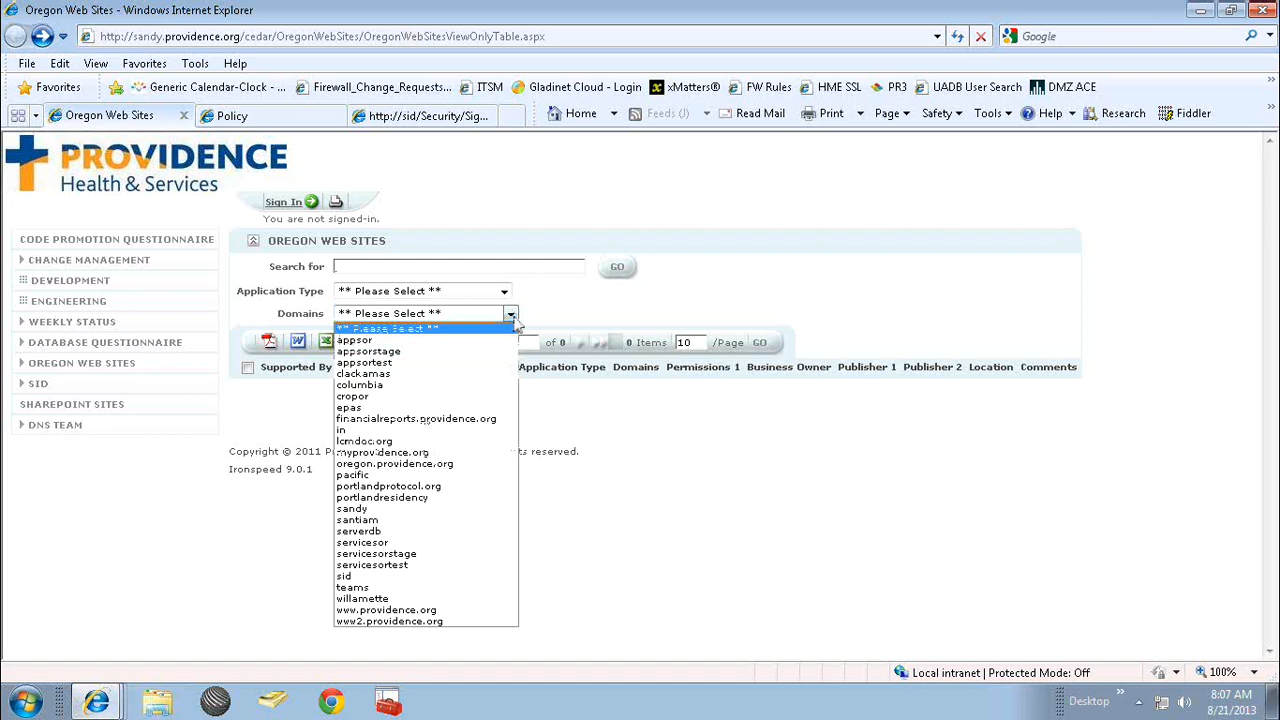 Oregon Web Sites - Windows Internet Explorer
http://sandy.providence.org/cedar/OregonWebSites/OregonWebSitesViewOnlyTable.aspx
Google
File Edit View Favorites Tools Help
Favorites Generic Calendar-Clock - ... Firewall_Change_Requests... ITSM Gladinet Cloud - Login xMatters® FW Rules HME SSL PR3 UADB User Search DMZ ACE
Oregon Web Sites Policy http://sid/Security/Sig... Home Feeds (J) Read Mail Print Page Safety Tools Help Research Fiddler
PROVIDENCE
Health & Services
Sign In
You are not signed-in.
CODE PROMOTION QUESTIONNAIRE
CHANGE MANAGEMENT
DEVELOPMENT
ENGINEERING
WEEKLY STATUS
DATABASE QUESTIONNAIRE
OREGON WEB SITES
SID
SHAREPOINT SITES
DNS TEAM
OREGON WEB SITES
Search for GO
Application Type ** Please Select **
Domains ** Please Select **
** Please Select **
appsor
appsorstage
appsortest
clackamas
columbia
cropor
epas
financialreports.providence.org
in
lcmdoc.org
myprovidence.org
oregon.providence.org
pacific
portlandprotocol.org
portlandresidency
sandy
santiam
serverdb
servicesor
servicesorstage
servicesortest
sid
teams
willamette
www.providence.org
www2.providence.org
of 0 0 Items 10 /Page GO
Supported By Application Type Domains Permissions 1 Business Owner Publisher 1 Publisher 2 Location Comments
Copyright © 2011 P s reserved.
Ironspeed 9.0.1
Local intranet | Protected Mode: Off 100%
Desktop 8:07 AM
8/21/2013